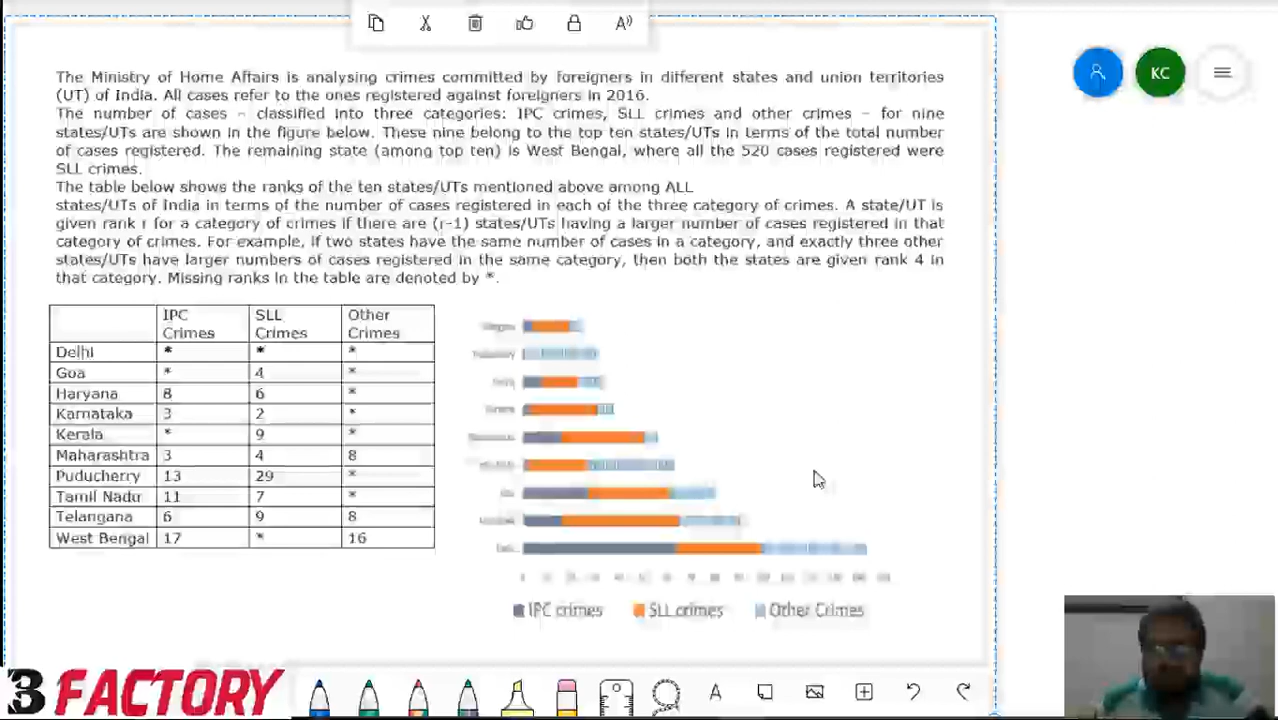 KC
The Ministry of Home Affairs is analysing crimes committed by foreigners in different states and union territories
(UT) of India. All cases refer to the ones registered against foreigners in 2016.
The number of cases – classified into three categories: IPC crimes, SLL crimes and other crimes – for nine
states/UTs are shown in the figure below. These nine belong to the top ten states/UTs in terms of the total number
of cases registered. The remaining state (among top ten) is West Bengal, where all the 520 cases registered were
SLL crimes.
The table below shows the ranks of the ten states/UTs mentioned above among ALL
states/UTs of India in terms of the number of cases registered in each of the three category of crimes. A state/UT is
given rank r for a category of crimes if there are (r-1) states/UTs having a larger number of cases registered in that
category of crimes. For example, if two states have the same number of cases in a category, and exactly three other
states/UTs have larger numbers of cases registered in the same category, then both the states are given rank 4 in
that category. Missing ranks in the table are denoted by *.
IPC Crimes SLL Crimes Other Crimes
Delhi * * *
Goa * 4 *
Haryana 8 6 *
Karnataka 3 2 *
Kerala * 9 *
Maharashtra 3 4 8
Puducherry 13 29 *
Tamil Nadu 11 7 *
Telangana 6 9 8
West Bengal 17 * 16
IPC crimes SLL crimes Other Crimes
3 FACTORY
A